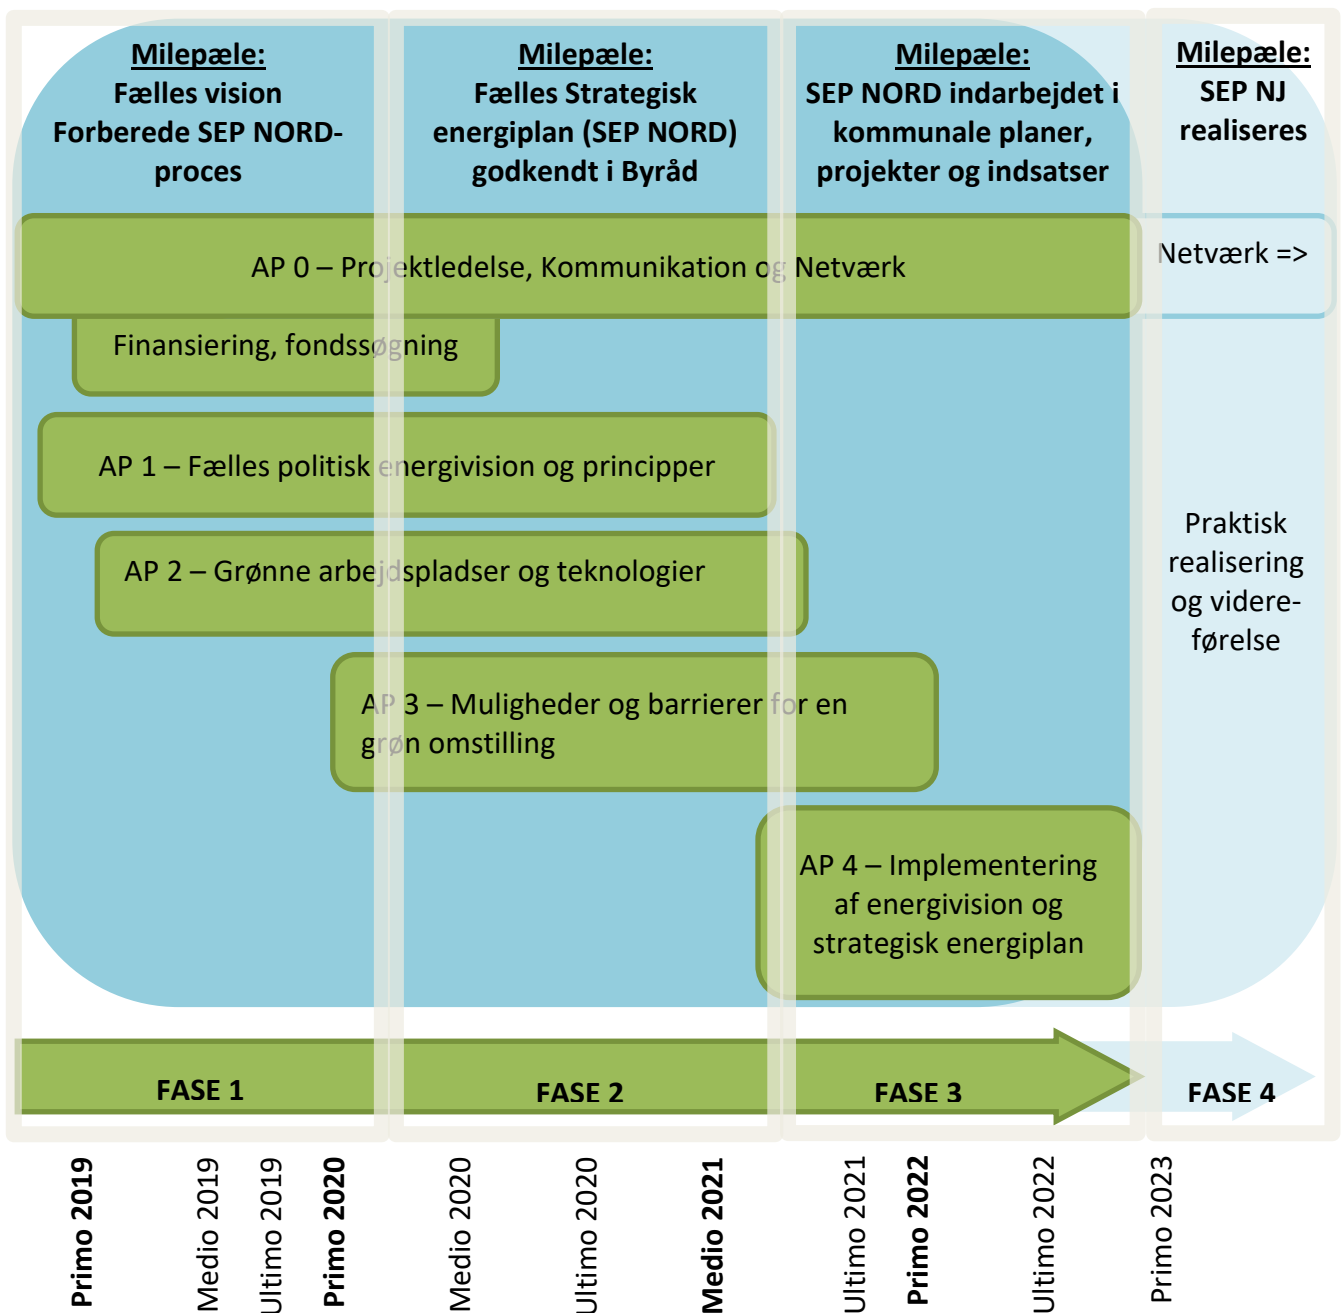 Milepæle:
Fælles vision
Forberede SEP NORD-
proces
Milepæle:
Fælles Strategisk
energiplan (SEP NORD)
godkendt i Byråd
Milepæle:
SEP NORD indarbejdet i
kommunale planer,
projekter og indsatser
Milepæle:
SEP NJ
realiseres
AP 0 – Projektledelse, Kommunikation og Netværk
Netværk =>
Finansiering, fondssøgning
AP 1 – Fælles politisk energivision og principper
AP 2 – Grønne arbejdspladser og teknologier
AP 3 – Muligheder og barrierer for en
grøn omstilling
Praktisk
realisering
og videre-
førelse
AP 4 – Implementering
af energivision og
strategisk energiplan
FASE 1
FASE 2
FASE 3
FASE 4
Primo 2019
Medio 2019
Ultimo 2019
Primo 2020
Medio 2020
Ultimo 2020
Medio 2021
Ultimo 2021
Primo 2022
Ultimo 2022
Primo 2023